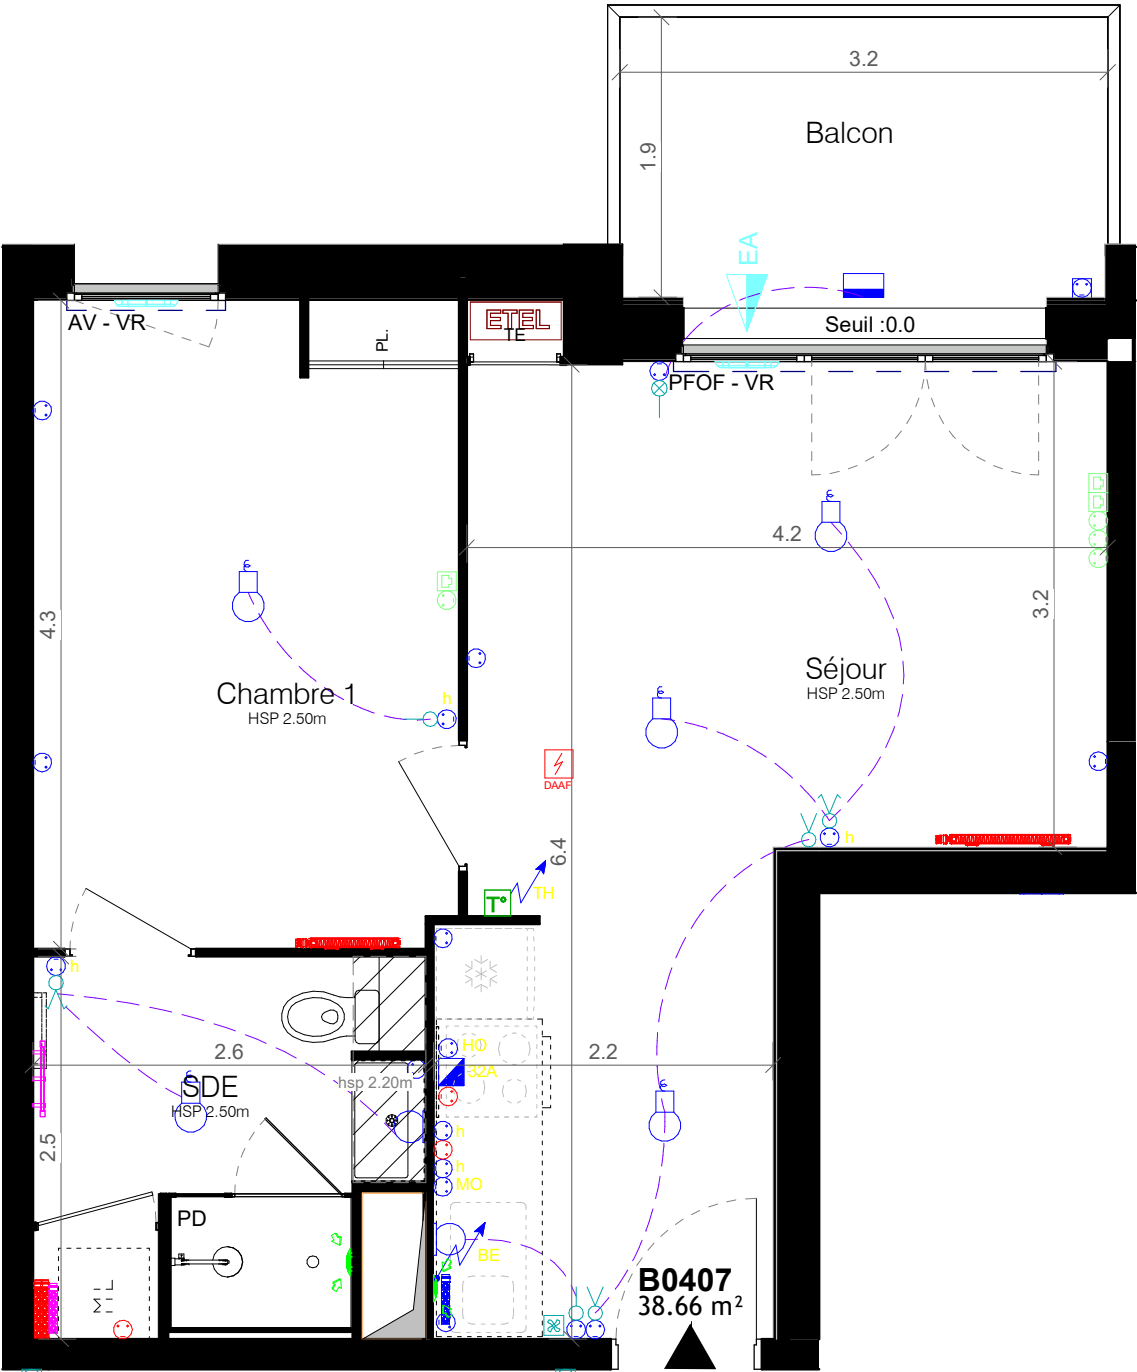 3.2
Balcon
1.9
EA
AV - VR
PL.
ETEL
TE
Seuil :0.0
PFOF - VR
4.2
4.3
3.2
Chambre 1
HSP 2.50m
h
Séjour
HSP 2.50m
DAAF
h
6.4
T°
TH
h
HO
2.6
2.2
32A
hsp 2.20m
SDE
HSP 2.50m
2.5
h
h
MO
PD
BE
B0407
38.66 m²